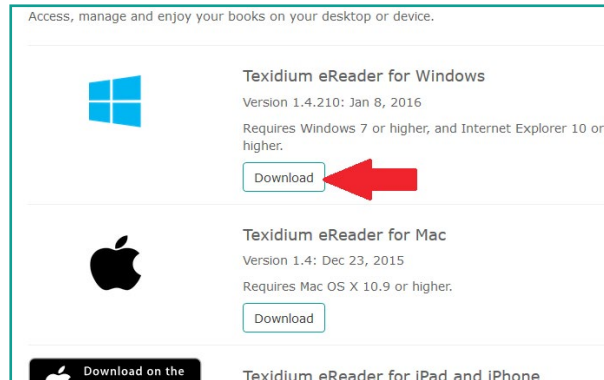 Access, manage and enjoy your books on your desktop or device.
Texidium eReader for Windows
Version 1.4.210: Jan 8, 2016
Requires Windows 7 or higher, and Internet Explorer 10 or
higher.
Download
Texidium eReader for Mac
Version 1.4: Dec 23, 2015
Requires Mac OS X 10.9 or higher.
Download
Download on the
Texidium eReader for iPad and iPhone